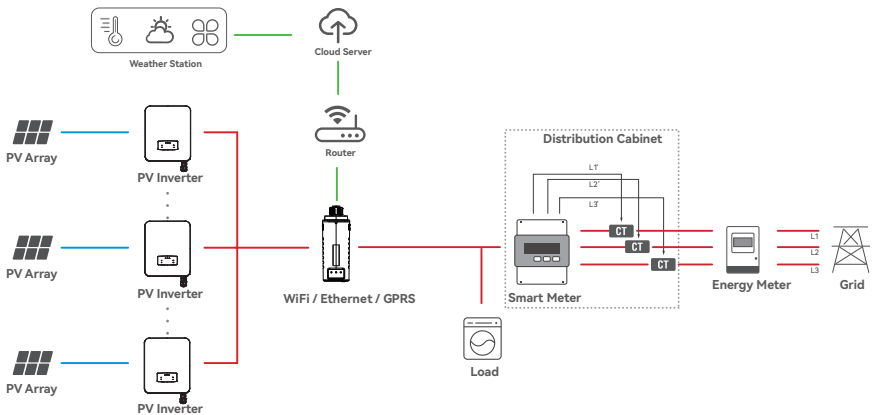 Weather Station
Cloud Server
Router
Distribution Cabinet
L1'
L2'
L3'
PV Array
PV Inverter
PV Array
PV Inverter
PV Array
PV Inverter
WiFi / Ethernet / GPRS
CT
CT
CT
Smart Meter
Load
Energy Meter
L1
L2
L3
Grid